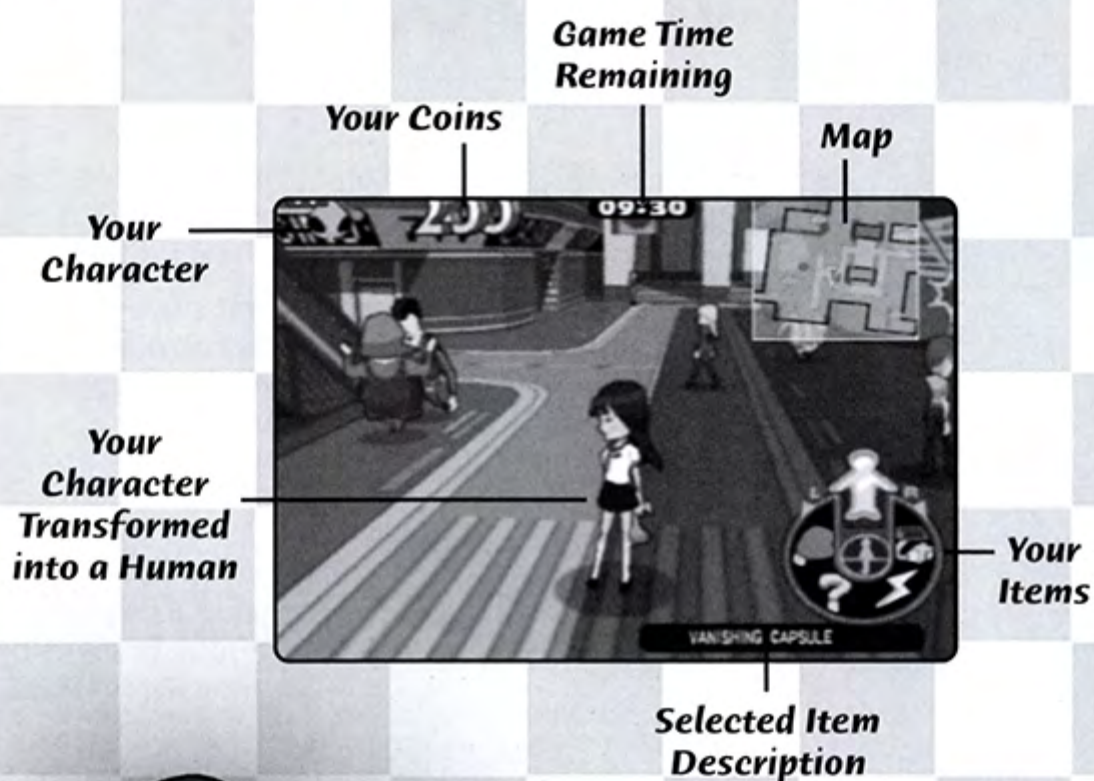 Game Time
Remaining
Your Coins
Map
Your
Character
09:30
Your
Character
Transformed
into a Human
Your
Items
L
R
?
VANISHING CAPSULE
Selected Item
Description